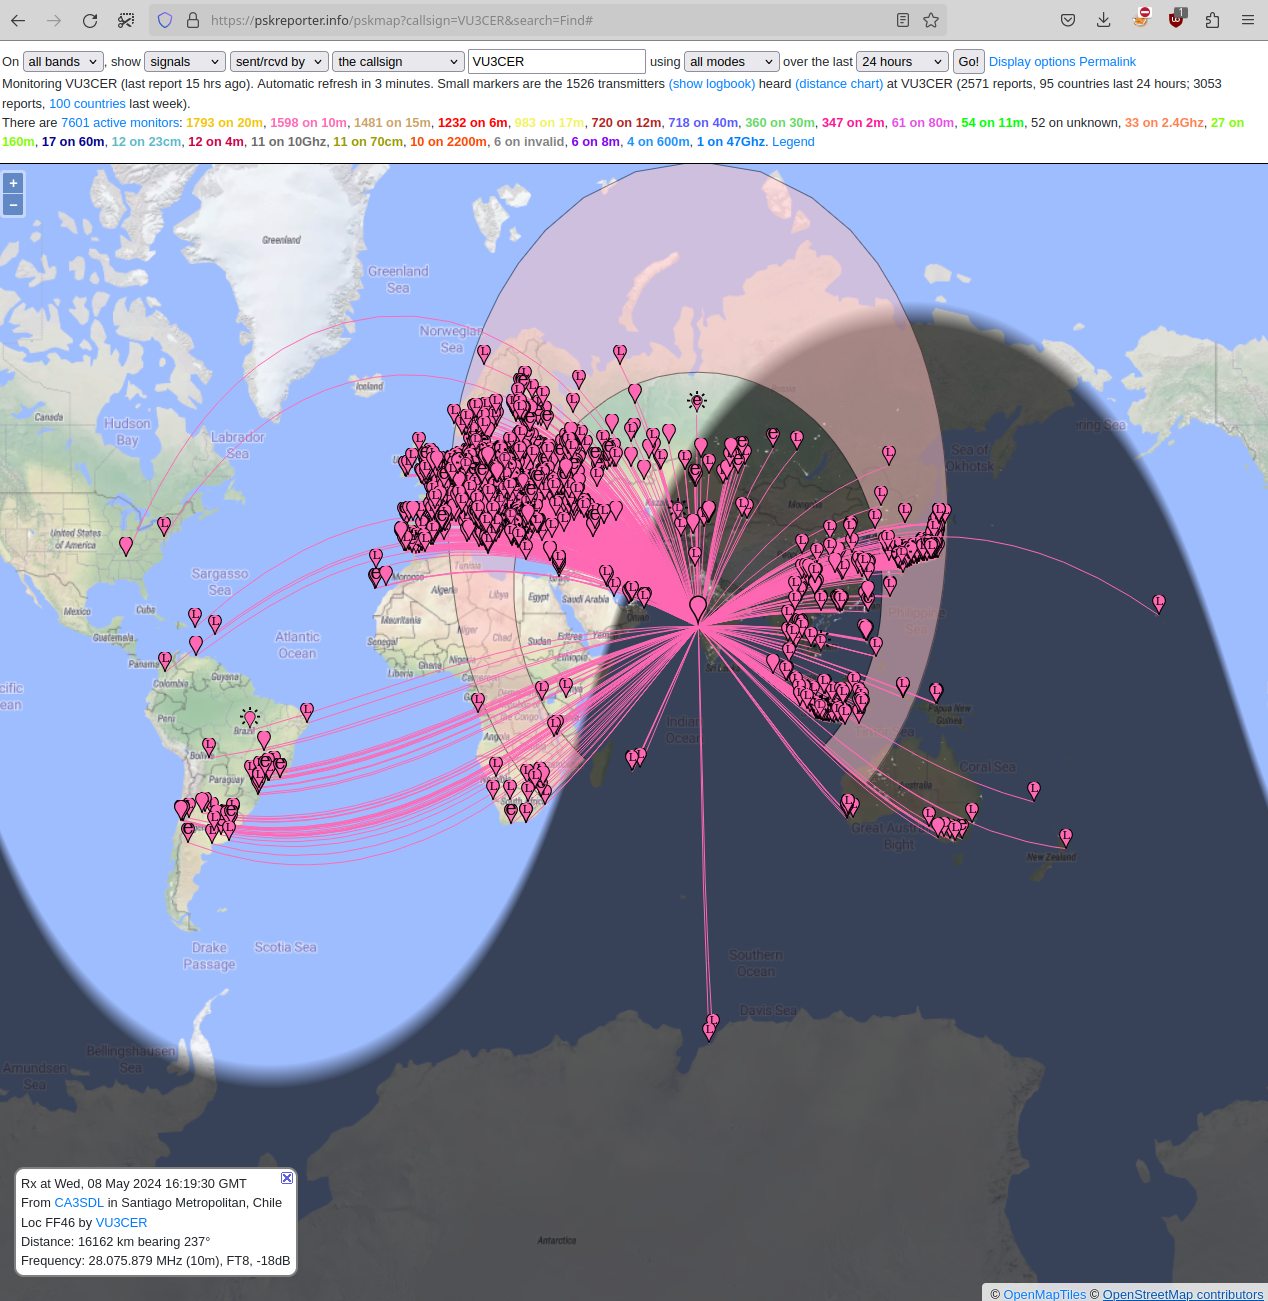 https://pskreporter.info/pskmap?callsign=VU3CER&search=Find#
1
On all bands , show signals sent/rcvd by the callsign VU3CER using all modes over the last 24 hours Go! Display options Permalink
Monitoring VU3CER (last report 15 hrs ago). Automatic refresh in 3 minutes. Small markers are the 1526 transmitters (show logbook) heard (distance chart) at VU3CER (2571 reports, 95 countries last 24 hours; 3053
reports, 100 countries last week).
There are 7601 active monitors: 1793 on 20m, 1598 on 10m, 1481 on 15m, 1232 on 6m, 983 on 17m, 720 on 12m, 718 on 40m, 360 on 30m, 347 on 2m, 61 on 80m, 54 on 11m, 52 on unknown, 33 on 2.4Ghz, 27 on
160m, 17 on 60m, 12 on 23cm, 12 on 4m, 11 on 10Ghz, 11 on 70cm, 10 on 2200m, 6 on invalid, 6 on 8m, 4 on 600m, 1 on 47Ghz. Legend
+
−
Greenland
Greenland
Sea
Norwegian
Sea
Iceland
Canada
Hudson
Bay
Labrador
Sea
Sea of
Okhotsk
ring Sea
United States
of America
Mongolia
Sargasso
Sea
Morocco
Tunisia
Algeria
Libya
Egypt
Saudi Arabia
Oman
Mexico
Cuba
Guatemala
Mauritania
Senegal
Niger
Chad
Sudan
Eritrea
Yemen
Philippine
Sea
Atlantic
Ocean
Panama
Guyana
Colombia
Liberia
Ghana
Nigeria
Ethiopia
Sri Lanka
cific
ean
Peru
Brazil
of the Congo
Angola
Indian
Ocean
Papua New
Guinea
Bolivia
Paraguay
Coral Sea
Australia
Great Australian
Bight
New Zealand
Drake
Passage
Scotia Sea
Southern
Ocean
Davis Sea
Bellingshausen
Sea
Amundsen
Sea
Antarctica
Rx at Wed, 08 May 2024 16:19:30 GMT
From CA3SDL in Santiago Metropolitan, Chile
Loc FF46 by VU3CER
Distance: 16162 km bearing 237°
Frequency: 28.075.879 MHz (10m), FT8, -18dB
© OpenMapTiles © OpenStreetMap contributors